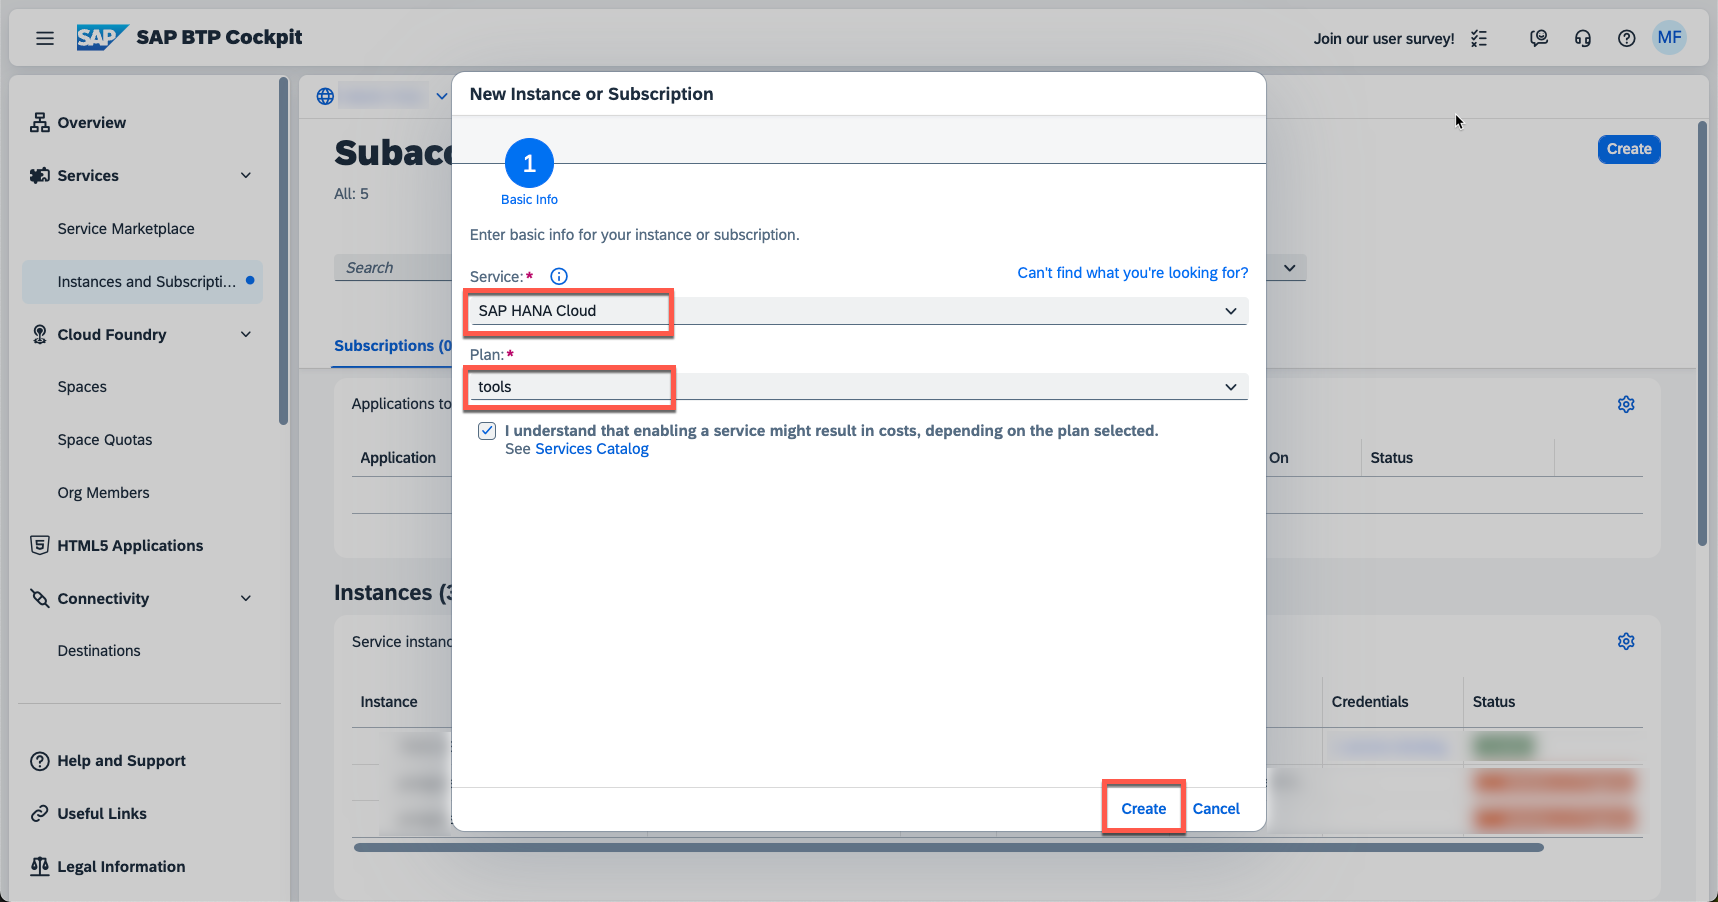 SAP SAP BTP Cockpit
Join our user survey!
MF
Overview
Services
Service Marketplace
Instances and Subscripti...
Cloud Foundry
Spaces
Space Quotas
Org Members
HTML5 Applications
Connectivity
Destinations
Help and Support
Useful Links
Legal Information
Subacc
All: 5
Create
Search
Subscriptions (0
Applications to
Application
On
Status
Instances (3
Service instanc
Instance
Credentials
Status
New Instance or Subscription
1
Basic Info
Enter basic info for your instance or subscription.
Service:*
Can't find what you're looking for?
SAP HANA Cloud
Plan:*
tools
I understand that enabling a service might result in costs, depending on the plan selected.
See Services Catalog
Create
Cancel